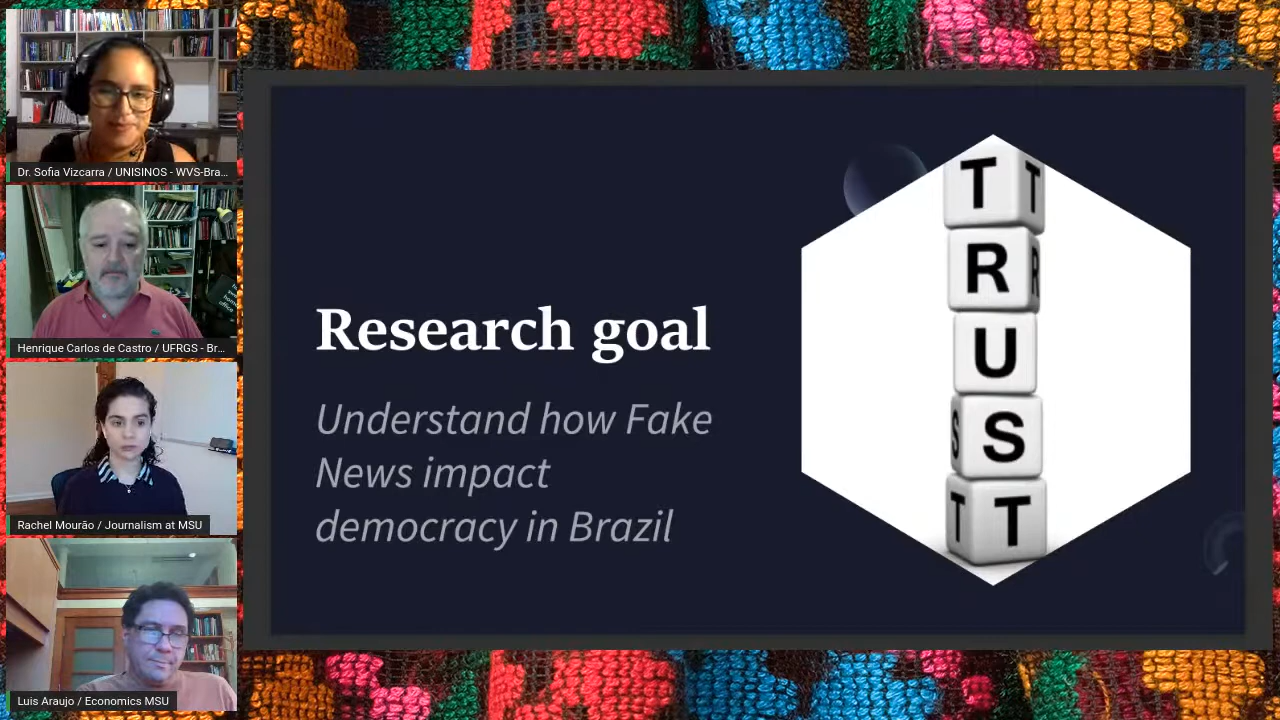 Dr. Sofia Vizcarra / UNISINOS - WVS-Bra...
Henrique Carlos de Castro / UFRGS - Br...
Rachel Mourão / Journalism at MSU
Luis Araujo / Economics MSU
Research goal
Understand how Fake
News impact
democracy in Brazil
T T
R R
U
S S
T T